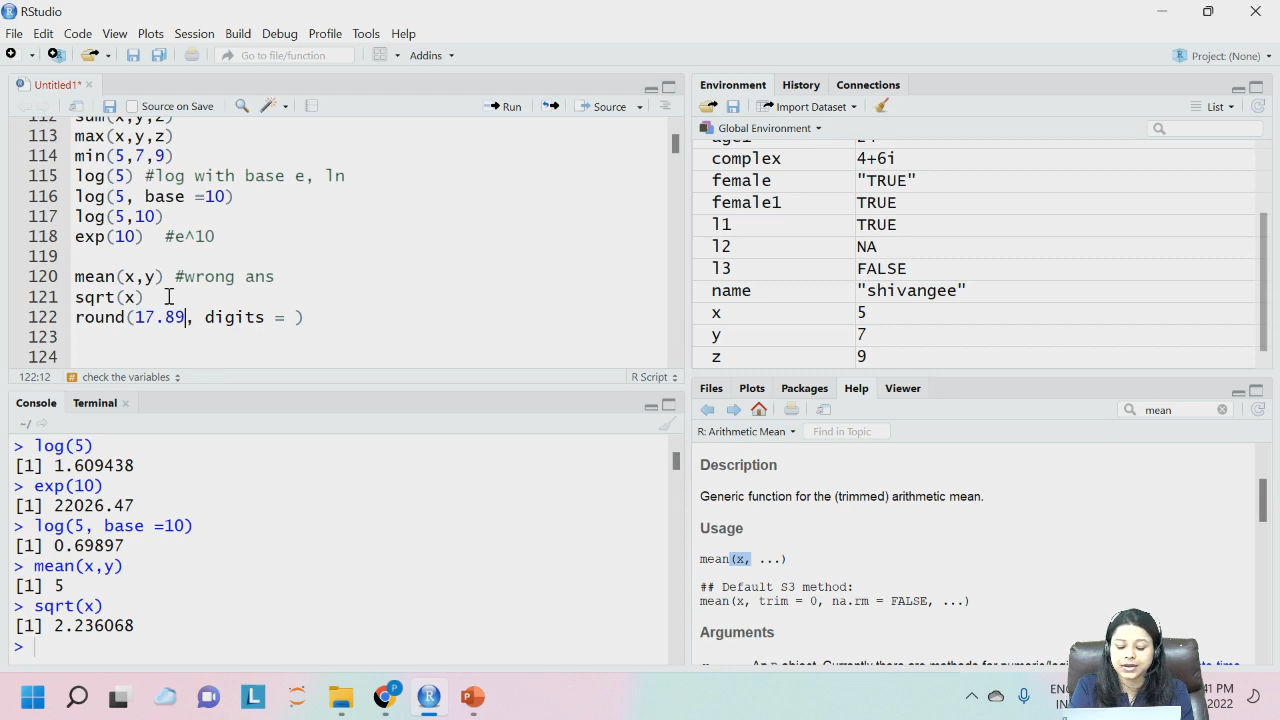 RStudio
File Edit Code View Plots Session Build Debug Profile Tools Help
Go to file/function Addins Project: (None)
Untitled1*
Source on Save Run Source
112 sum(x,y,z)
113 max(x,y,z)
114 min(5,7,9)
115 log(5) #log with base e, ln
116 log(5, base =10)
117 log(5,10)
118 exp(10) #e^10
119
120 mean(x,y) #wrong ans
121 sqrt(x)
122 round(17.89, digits = )
123
124
122:12 # check the variables R Script
Console Terminal
~/
> log(5)
[1] 1.609438
> exp(10)
[1] 22026.47
> log(5, base =10)
[1] 0.69897
> mean(x,y)
[1] 5
> sqrt(x)
[1] 2.236068
>
Environment History Connections
Import Dataset List
Global Environment
complex 4+6i
female "TRUE"
female1 TRUE
l1 TRUE
l2 NA
l3 FALSE
name "shivangee"
x 5
y 7
z 9
Files Plots Packages Help Viewer
mean
R: Arithmetic Mean Find in Topic
Description
Generic function for the (trimmed) arithmetic mean.
Usage
mean(x, ...)
## Default S3 method:
mean(x, trim = 0, na.rm = FALSE, ...)
Arguments